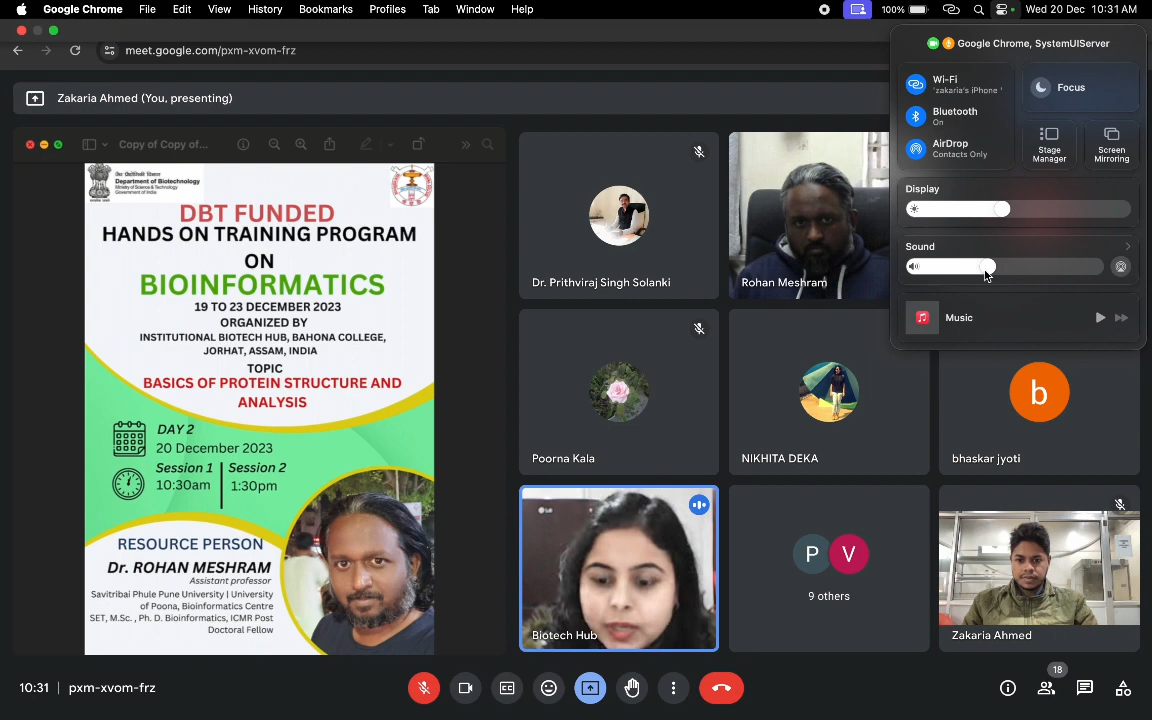 Google Chrome File Edit View History Bookmarks Profiles Tab Window Help 100% Wed 20 Dec 10:31 AM
meet.google.com/pxm-xvom-frz
Google Chrome, SystemUIServer
Wi-Fi
Focus
Bluetooth
On
AirDrop
Contacts Only
Stage
Manager
Screen
Mirroring
Display
Sound
Music
Zakaria Ahmed (You, presenting)
Copy of Copy of...
Department of Biotechnology
Ministry of Science & Technology
Government of India
DBT FUNDED
HANDS ON TRAINING PROGRAM
ON
BIOINFORMATICS
19 TO 23 DECEMBER 2023
ORGANIZED BY
INSTITUTIONAL BIOTECH HUB, BAHONA COLLEGE,
JORHAT, ASSAM, INDIA
TOPIC
BASICS OF PROTEIN STRUCTURE AND
ANALYSIS
DAY 2
20 December 2023
Session 1 Session 2
10:30am 1:30pm
RESOURCE PERSON
Dr. ROHAN MESHRAM
Assistant professor
Savitribai Phule Pune University | University
of Poona, Bioinformatics Centre
SET, M.Sc. , Ph. D. Bioinformatics, ICMR Post
Doctoral Fellow
Dr. Prithviraj Singh Solanki
Rohan Meshram
Poorna Kala
NIKHITA DEKA
b
bhaskar jyoti
LG
Biotech Hub
P V
9 others
Zakaria Ahmed
10:31 | pxm-xvom-frz
18